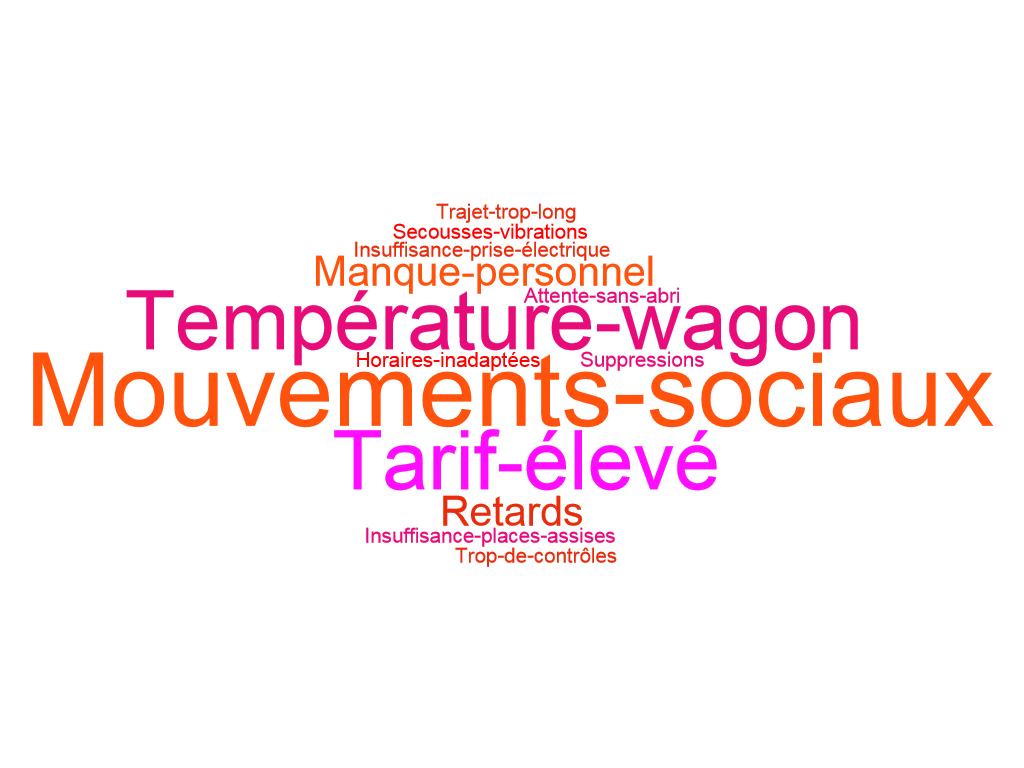 Trajet-trop-long
Secousses-vibrations
Insuffisance-prise-électrique
Manque-personnel
Attente-sans-abri
Température-wagon
Horaires-inadaptées
Suppressions
Mouvements-sociaux
Tarif-élevé
Retards
Insuffisance-places-assises
Trop-de-contrôles